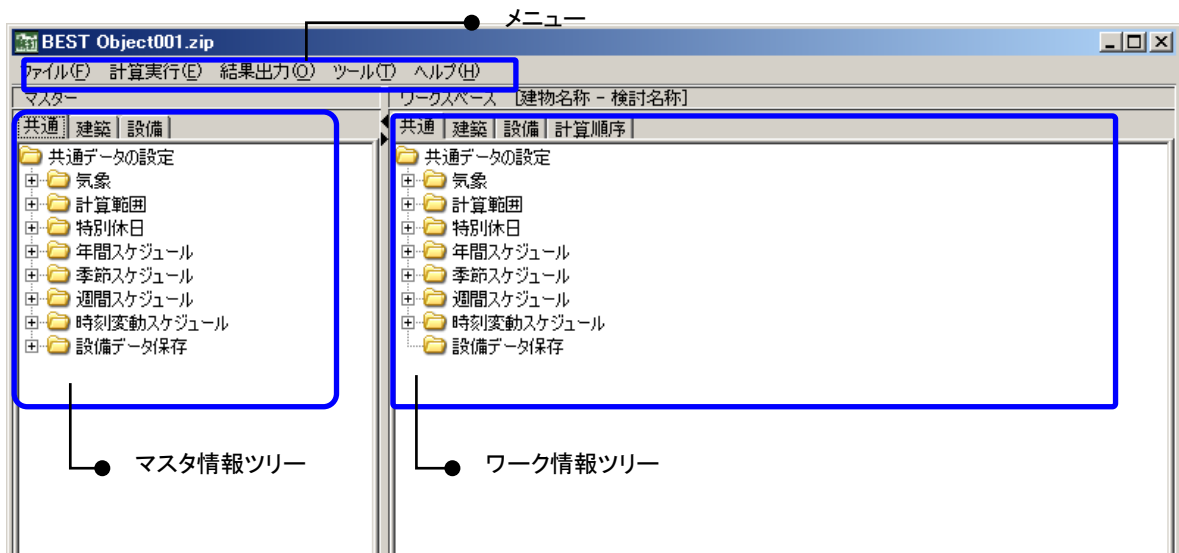 メニュー
BEST Object001.zip
ファイル(F) 計算実行(E) 結果出力(O) ツール(T) ヘルプ(H)
マスター
ワークスペース [建物名称 - 検討名称]
共通 建築 設備
共通 建築 設備 計算順序
共通データの設定
気象
計算範囲
特別休日
年間スケジュール
季節スケジュール
週間スケジュール
時刻変動スケジュール
設備データ保存
共通データの設定
気象
計算範囲
特別休日
年間スケジュール
季節スケジュール
週間スケジュール
時刻変動スケジュール
設備データ保存
マスタ情報ツリー
ワーク情報ツリー